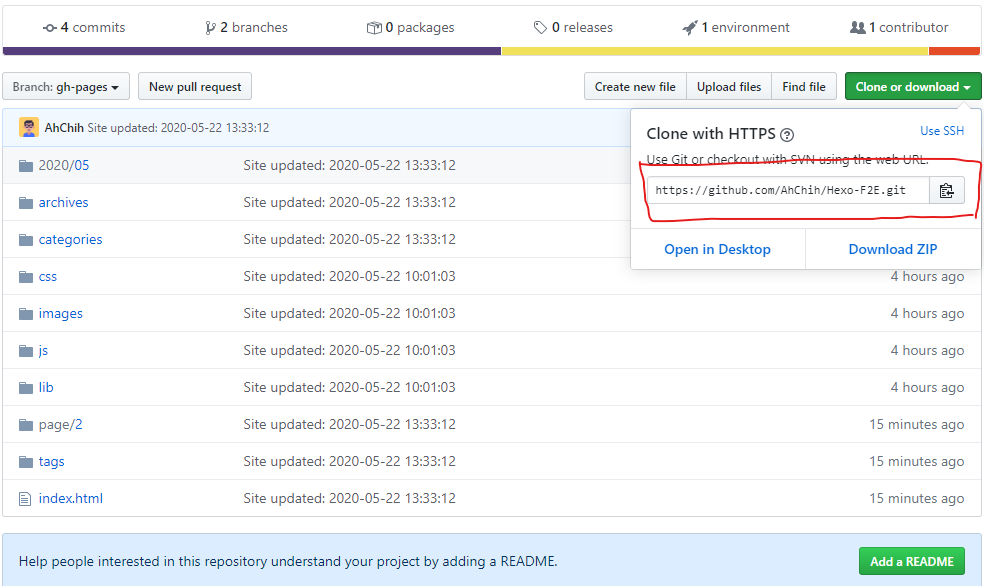 4 commits 2 branches 0 packages 0 releases 1 environment 1 contributor
Branch: gh-pages New pull request Create new file Upload files Find file Clone or download
AhChih Site updated: 2020-05-22 13:33:12
Clone with HTTPS Use SSH
Use Git or checkout with SVN using the web URL.
https://github.com/AhChih/Hexo-F2E.git
Open in Desktop Download ZIP
2020/05 Site updated: 2020-05-22 13:33:12
archives Site updated: 2020-05-22 13:33:12
categories Site updated: 2020-05-22 13:33:12
css Site updated: 2020-05-22 10:01:03 4 hours ago
images Site updated: 2020-05-22 10:01:03 4 hours ago
js Site updated: 2020-05-22 10:01:03 4 hours ago
lib Site updated: 2020-05-22 10:01:03 4 hours ago
page/2 Site updated: 2020-05-22 13:33:12 15 minutes ago
tags Site updated: 2020-05-22 13:33:12 15 minutes ago
index.html Site updated: 2020-05-22 13:33:12 15 minutes ago
Help people interested in this repository understand your project by adding a README. Add a README